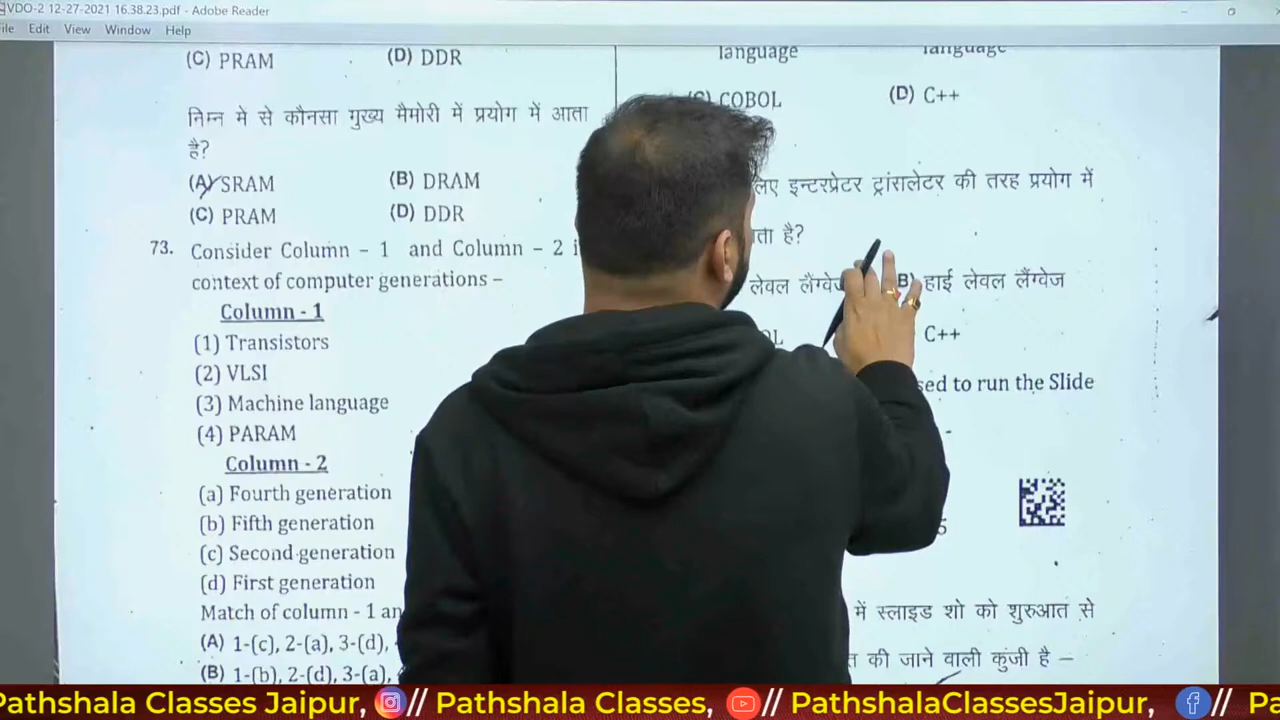 VDO-2 12-27-2021 16.38.23.pdf - Adobe Reader
File Edit View Window Help
(C) PRAM (D) DDR
निम्न मे से कौनसा मुख्य मैमोरी में प्रयोग में आता
है?
(A) SRAM (B) DRAM
(C) PRAM (D) DDR
73. Consider Column – 1 and Column – 2
context of computer generations –
Column - 1
(1) Transistors
(2) VLSI
(3) Machine language
(4) PARAM
Column - 2
(a) Fourth generation
(b) Fifth generation
(c) Second generation
(d) First generation
Match of column - 1
(A) 1-(c), 2-(a), 3-(d),
(B) 1-(b), 2-(d), 3-(a),
language language
COBOL (D) C++
इन्टरप्रेटर ट्रांसलेटर की तरह प्रयोग में
है?
लेवल (B) हाई लेवल लैंग्वेज
C++
to run the Slide
में स्लाइड शो को शुरुआत से
की जाने वाली कुंजी है –
Pathshala Classes Jaipur, // Pathshala Classes, // PathshalaClassesJaipur, //